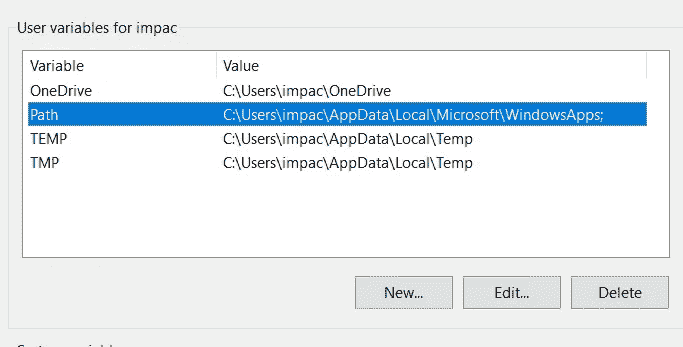 User variables for impac
Variable Value
OneDrive C:\Users\impac\OneDrive
Path C:\Users\impac\AppData\Local\Microsoft\WindowsApps;
TEMP C:\Users\impac\AppData\Local\Temp
TMP C:\Users\impac\AppData\Local\Temp
New... Edit... Delete